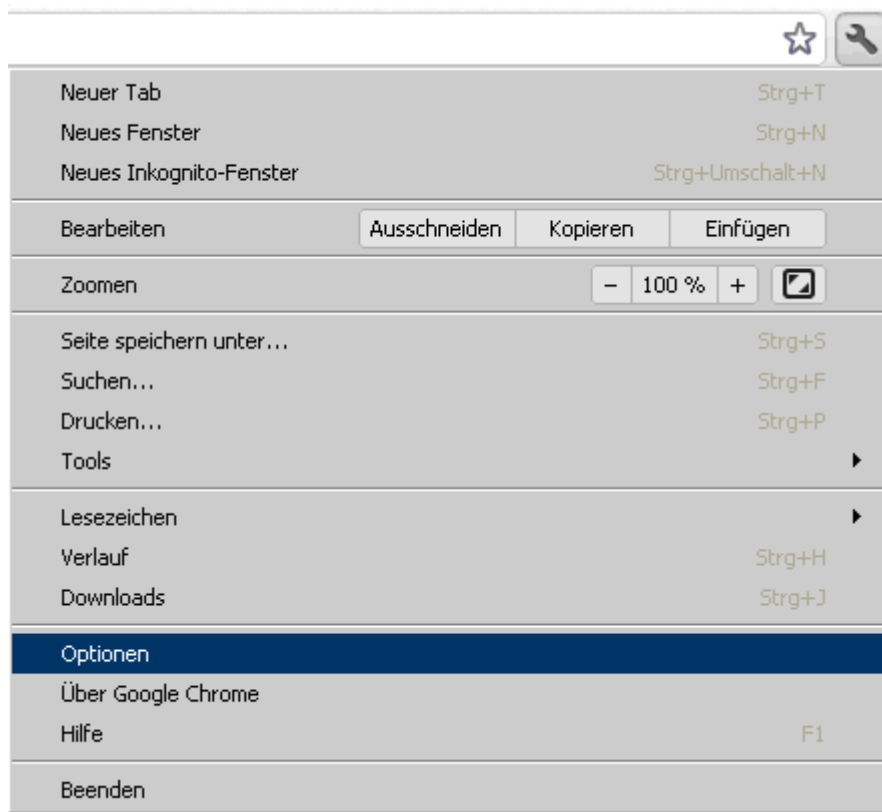 Neuer Tab Strg+T
Neues Fenster Strg+N
Neues Inkognito-Fenster Strg+Umschalt+N
Bearbeiten Ausschneiden Kopieren Einfügen
Zoomen - 100 % +
Seite speichern unter... Strg+S
Suchen... Strg+F
Drucken... Strg+P
Tools
Lesezeichen
Verlauf Strg+H
Downloads Strg+J
Optionen
Über Google Chrome
Hilfe F1
Beenden